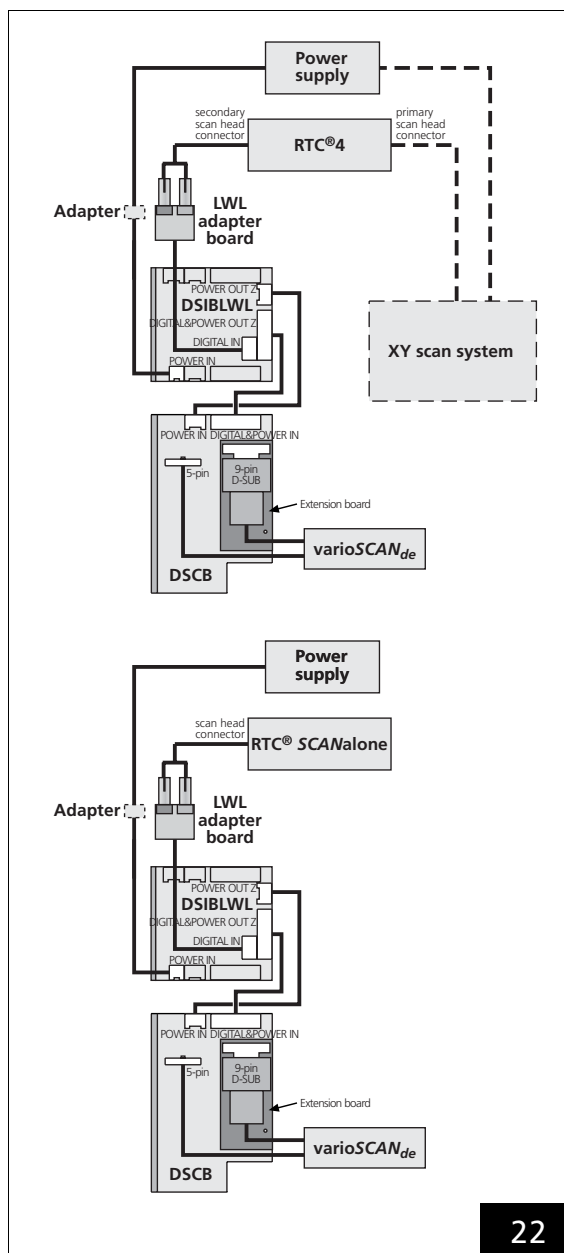 Power
supply
secondary
scan head
connector
primary
scan head
connector
RTC®4
Adapter
LWL
adapter
board
POWER OUT Z
DSIBLWL
DIGITAL&POWER OUT Z
DIGITAL IN
POWER IN
XY scan system
POWER IN DIGITAL&POWER IN
5-pin
9-pin
D-SUB
Extension board
varioSCANde
DSCB
Power
supply
scan head
connector
RTC® SCANalone
Adapter
LWL
adapter
board
POWER OUT Z
DSIBLWL
DIGITAL&POWER OUT Z
DIGITAL IN
POWER IN
POWER IN DIGITAL&POWER IN
5-pin
9-pin
D-SUB
Extension board
varioSCANde
DSCB
22